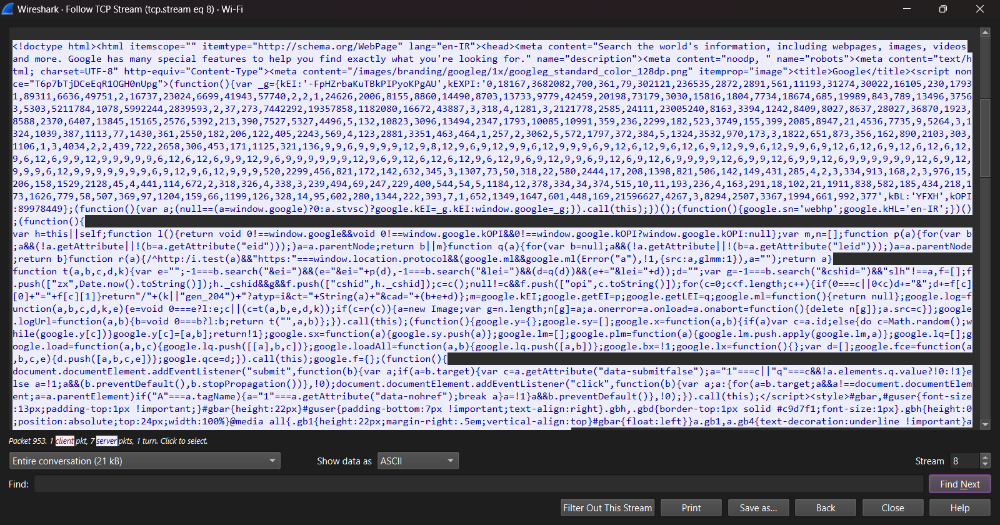 Wireshark · Follow TCP Stream (tcp.stream eq 8) · Wi-Fi
<!doctype html><html itemscope="" itemtype="http://schema.org/WebPage" lang="en-IR"><head><meta content="Search the world's information, including webpages, images, videos
and more. Google has many special features to help you find exactly what you're looking for." name="description"><meta content="noodp, " name="robots"><meta content="text/h
tml; charset=UTF-8" http-equiv="Content-Type"><meta content="/images/branding/googleg/1x/googleg_standard_color_128dp.png" itemprop="image"><title>Google</title><script non
ce="T6p7bTjDCeEqR1OGH0nUpg">(function(){var _g={kEI:'-FpHZrbaKuTBkPIPyoKPgAU',kEXPI:'0,18167,3682082,700,361,79,302121,236535,2872,2891,561,11193,31274,30022,16105,230,1793
1,89311,6636,49751,2,16737,23024,6699,41943,57740,2,2,1,24626,2006,8155,8860,14490,8703,13733,9779,42459,20198,73179,3030,15816,1804,7734,18674,685,19989,843,789,13496,3756
3,5303,5211784,1078,5992244,2839593,2,37,273,7442292,19357858,1182080,16672,43887,3,318,4,1281,3,2121778,2585,24111,23005240,8163,3394,1242,8409,8027,8637,28027,36870,1923,
8588,2370,6407,13845,15165,2576,5392,213,390,7527,5327,4496,5,132,10823,3096,13494,2347,1793,10085,10991,359,236,2299,182,523,3749,155,399,2085,8947,21,4536,7735,9,5264,3,1
324,1039,387,1113,77,1430,361,2550,182,206,122,405,2243,569,4,123,2881,3351,463,464,1,257,2,3062,5,572,1797,372,384,5,1324,3532,970,173,3,1822,651,873,356,162,890,2103,303,
1106,1,3,4034,2,2,439,722,2658,306,453,171,1125,321,136,9,9,6,9,9,9,9,12,9,8,12,9,6,9,12,9,9,6,12,9,9,9,6,9,12,6,12,9,6,12,6,9,12,9,9,6,12,9,9,6,9,12,6,12,6,9,12,6,12,6,12,
9,6,12,6,9,9,12,9,9,9,9,9,6,12,6,12,6,9,9,9,9,9,9,9,12,9,6,9,12,6,12,6,12,9,6,12,9,6,9,12,9,9,6,9,12,6,9,12,6,9,9,9,9,12,6,9,9,12,6,9,9,12,6,9,9,9,9,9,9,12,6,9,12,
9,9,9,6,12,9,9,9,9,9,9,6,9,12,9,6,12,9,9,9,520,2299,456,821,172,142,632,345,3,1307,73,50,318,22,580,2444,17,208,1398,821,506,142,149,431,285,4,2,3,334,913,168,2,3,976,15,
206,158,1529,2128,45,4,441,114,672,2,318,326,4,338,3,239,494,69,247,229,400,544,54,5,1184,12,378,334,34,374,515,10,11,193,236,4,163,291,18,102,21,1911,838,582,185,434,218,1
73,1626,779,58,507,369,97,1204,159,66,1199,126,328,14,95,602,280,1344,222,393,7,1,652,1349,1647,601,448,169,21596627,4267,3,8294,2507,3367,1994,661,992,377',kBL:'YFXH',kOPI
:89978449};(function(){var a;(null==(a=window.google)?0:a.stvsc)?google.kEI=_g.kEI:window.google=_g;}).call(this);})();(function(){google.sn='webhp';google.kHL='en-IR';})()
;(function(){
var h=this||self;function l(){return void 0!==window.google&&void 0!==window.google.kOPI&&0!==window.google.kOPI?window.google.kOPI:null};var m,n=[];function p(a){for(var b
;a&&(!a.getAttribute||!(b=a.getAttribute("eid")));)a=a.parentNode;return b||m}function q(a){for(var b=null;a&&(!a.getAttribute||!(b=a.getAttribute("leid")));)a=a.parentNode
;return b}function r(a){/^http:/i.test(a)&&"https:"===window.location.protocol&&(google.ml&&google.ml(Error("a"),!1,{src:a,glmm:1}),a="");return a}
function t(a,b,c,d,k){var e="";-1===b.search("&ei=")&&(e="&ei="+p(d),-1===b.search("&lei=")&&(d=q(d))&&(e+="&lei="+d));d="";var g=-1===b.search("&cshid=")&&"slh"!==a,f=[];f
.push(["zx",Date.now().toString()]);h._cshid&&g&&f.push(["cshid",h._cshid]);c=c();null!=c&&f.push(["opi",c.toString()]);for(c=0;c<f.length;c++){if(0===c||0<c)d+="&";d+=f[c]
[0]+"="+f[c][1]}return"/"+(k||"gen_204")+"?atyp=i&ct="+String(a)+"&cad="+(b+e+d)};m=google.kEI;google.getEI=p;google.getLEI=q;google.ml=function(){return null};google.log=f
unction(a,b,c,d,k,e){e=void 0===e?l:e;c||(c=t(a,b,e,d,k));if(c=r(c)){a=new Image;var g=n.length;n[g]=a;a.onerror=a.onload=a.onabort=function(){delete n[g]};a.src=c}};google
.logUrl=function(a,b){b=void 0===b?l:b;return t("",a,b)};}).call(this);(function(){google.y={};google.sy=[];google.x=function(a,b){if(a)var c=a.id;else{do c=Math.random();w
hile(google.y[c])}google.y[c]=[a,b];return!1};google.sx=function(a){google.sy.push(a)};google.lm=[];google.plm=function(a){google.lm.push.apply(google.lm,a)};google.lq=[];g
oogle.load=function(a,b,c){google.lq.push([[a],b,c])};google.loadAll=function(a,b){google.lq.push([a,b])};google.bx=!1;google.lx=function(){};var d=[];google.fce=function(a
,b,c,e){d.push([a,b,c,e])};google.qce=d;}).call(this);google.f={};(function(){
document.documentElement.addEventListener("submit",function(b){var a;if(a=b.target){var c=a.getAttribute("data-submitfalse");a="1"===c||"q"===c&&!a.elements.q.value?!0:!1}e
lse a=!1;a&&(b.preventDefault(),b.stopPropagation())},!0);document.documentElement.addEventListener("click",function(b){var a;a:{for(a=b.target;a&&a!==document.documentElem
ent;a=a.parentElement)if("A"===a.tagName){a="1"===a.getAttribute("data-nohref");break a}a=!1}a&&b.preventDefault()},!0);}).call(this);</script><style>#gbar,#guser{font-size
:13px;padding-top:1px !important;}#gbar{height:22px}#guser{padding-bottom:7px !important;text-align:right}.gbh,.gbd{border-top:1px solid #c9d7f1;font-size:1px}.gbh{height:0
;position:absolute;top:24px;width:100%}@media all{.gb1{height:22px;margin-right:.5em;vertical-align:top}#gbar{float:left}}a.gb1,a.gb4{text-decoration:underline !important}a
Packet 953. 1 client pkt, 7 server pkts, 1 turn. Click to select.
Entire conversation (21 kB)
Show data as ASCII
Stream 8
Find:
Find Next
Filter Out This Stream
Print
Save as...
Back
Close
Help